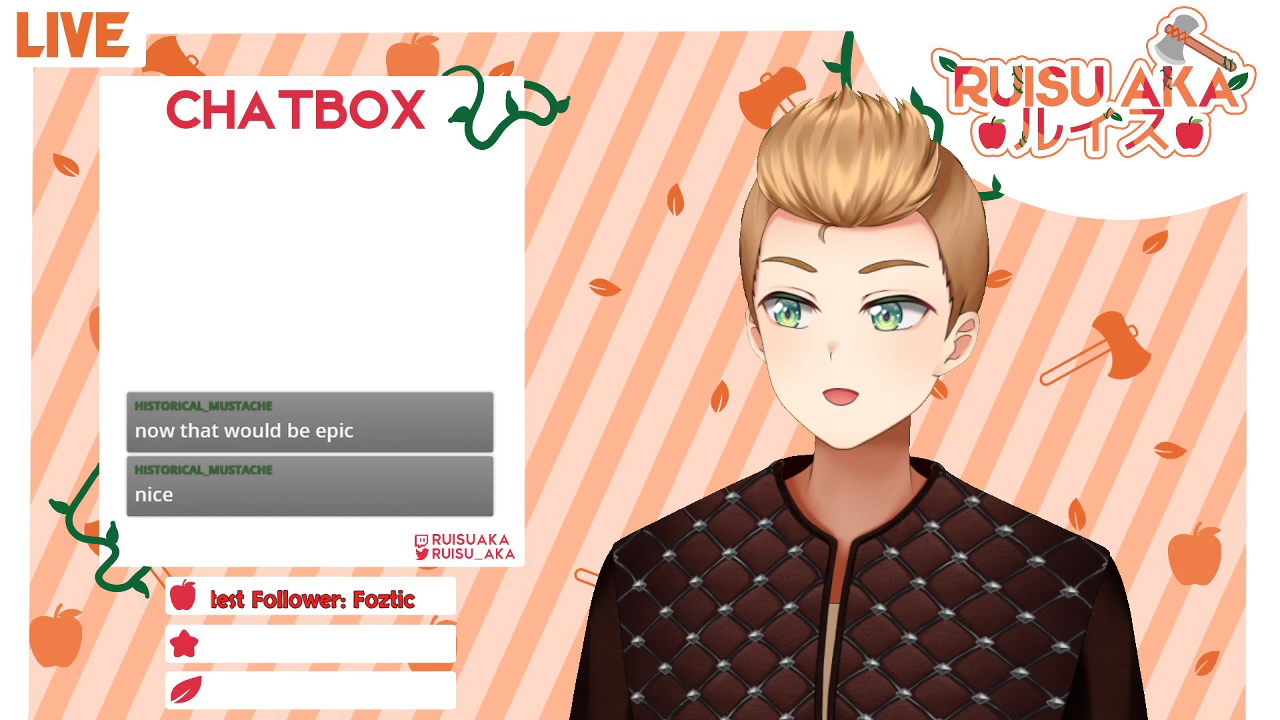 LIVE
CHATBOX
RUISU AKA
ルイス
HISTORICAL_MUSTACHE
now that would be epic
HISTORICAL_MUSTACHE
nice
RUISUAKA
RUISU_AKA
test Follower: Foztic